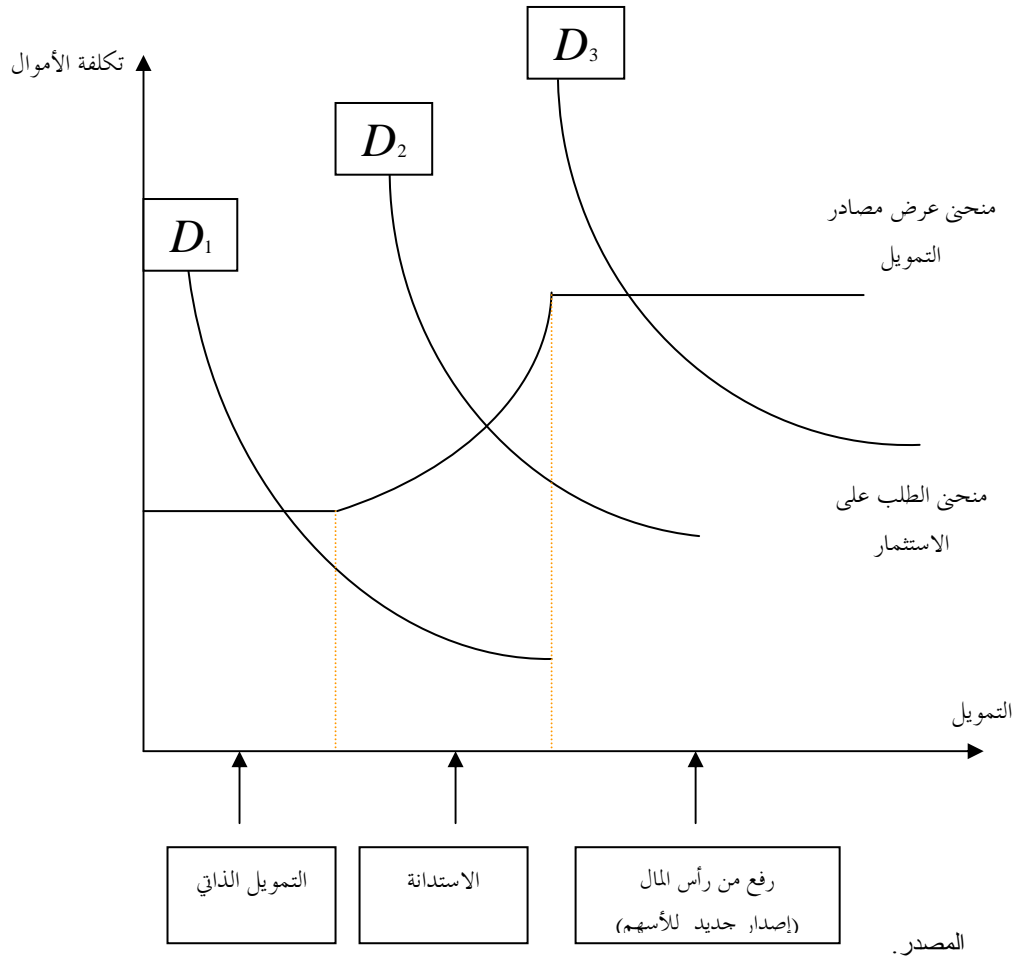 D₃
تكلفة الأموال
D₂
منحنى عرض مصادر
التمويل
D₁
منحنى الطلب على
الاستثمار
التمويل
التمويل الذاتي
الاستدانة
رفع من رأس المال
(إصدار جديد للأسهم)
المصدر.